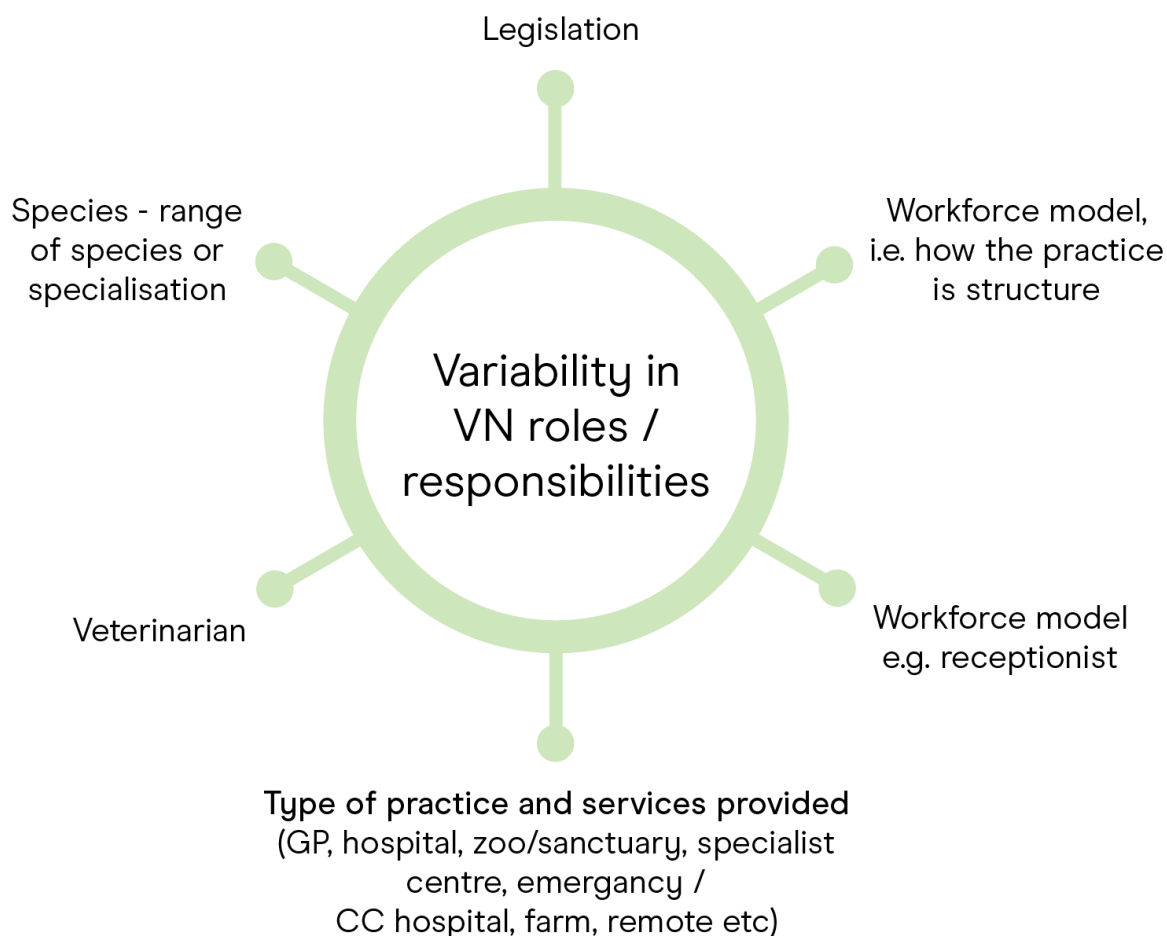 Legislation
Species - range
of species or
specialisation
Workforce model,
i.e. how the practice
is structure
Variability in
VN roles /
responsibilities
Veterinarian
Workforce model
e.g. receptionist
Type of practice and services provided
(GP, hospital, zoo/sanctuary, specialist
centre, emergancy /
CC hospital, farm, remote etc)